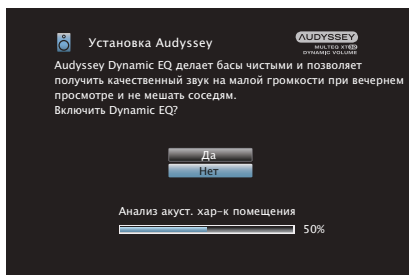 Установка Audyssey
AUDYSSEY
MULTEQ XT32
DYNAMIC VOLUME
Audyssey Dynamic EQ делает басы чистыми и позволяет
получить качественный звук на малой громкости при вечернем
просмотре и не мешать соседям.
Включить Dynamic EQ?
Да
Нет
Анализ акуст. хар-к помещения
50%